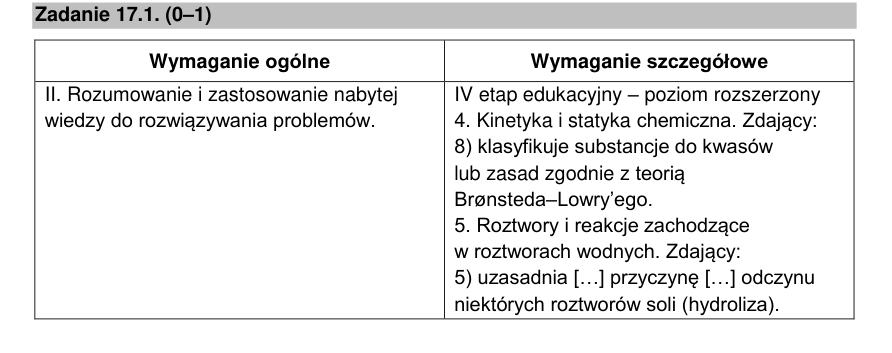 Zadanie 17.1. (0–1)
Wymaganie ogólne
II. Rozumowanie i zastosowanie nabytej
wiedzy do rozwiązywania problemów.
Wymaganie szczegółowe
IV etap edukacyjny – poziom rozszerzony
4. Kinetyka i statyka chemiczna. Zdający:
8) klasyfikuje substancje do kwasów
lub zasad zgodnie z teorią
Brønsteda–Lowry’ego.
5. Roztwory i reakcje zachodzące
w roztworach wodnych. Zdający:
5) uzasadnia […] przyczynę […] odczynu
niektórych roztworów soli (hydroliza).